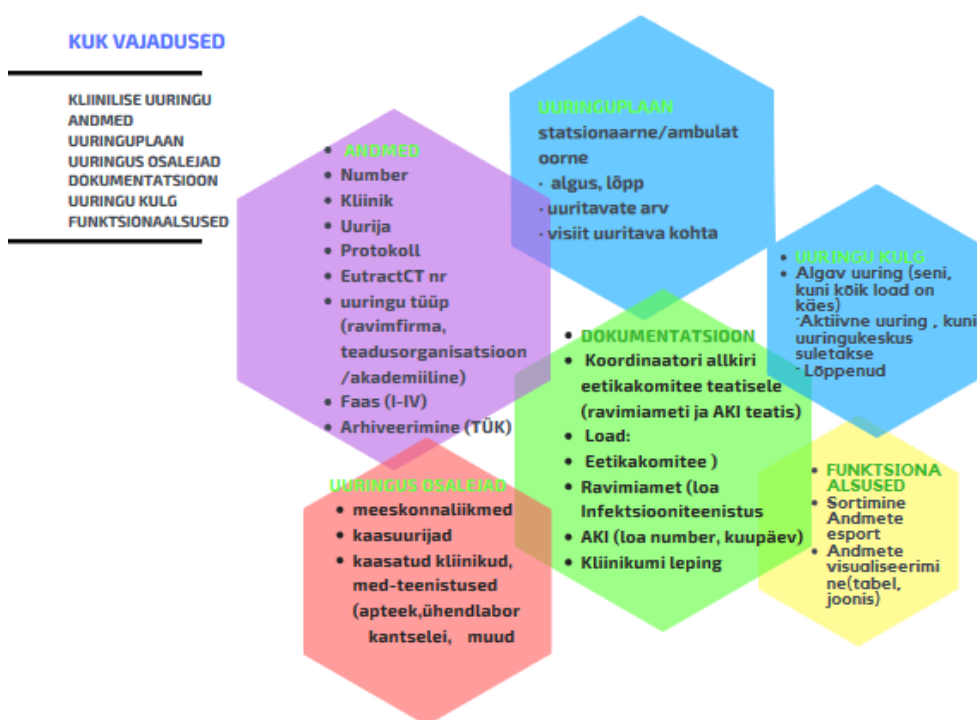 KUK VAJADUSED
KLIINILISE UURINGU
ANDMED
UURINGUPLAAN
UURINGUS OSALEJAD
DOKUMENTATSIOON
UURINGU KULG
FUNKTSIONAALSUSED
• ANDMED
• Number
• Kliinik
• Uurija
• Protokoll
• EutractCT nr
• uuringu tüüp
(ravimfirma,
teadusorganisatsioon
/akademiiline)
• Faas (I-IV)
• Arhiveerimine (TÜK)
UURINGUPLAAN
statsionaarne/ambulat
oorne
· algus, lõpp
· uuritavate arv
· visiit uuritava kohta
• UURINGU KULG
• Algav uuring (seni,
kuni kõik load on
käes)
·Aktiivne uuring , kuni
uuringukeskus
suletakse
· Lõppenud
• DOKUMENTATSIOON
• Koordinaatori allkiri
eetikakomitee teatisele
(ravimiameti ja AKI teatis)
• Load:
• Eetikakomitee )
• Ravimiamet (loa
Infektsiooniteenistus
• AKI (loa number, kuupäev)
• Kliinikumi leping
UURINGUS OSALEJAD
• meeskonnaliikmed
• kaasuurijad
• kaasatud kliinikud,
med-teenistused
(apteek,ühendlabor
kantselei, muud
• FUNKTSIONA
ALSUSED
• Sortimine
Andmete
esport
• Andmete
visualiseerimi
ne(tabel,
joonis)